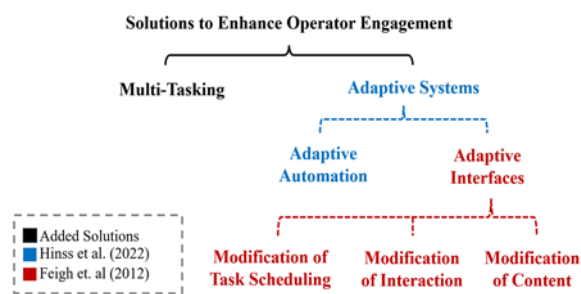 Solutions to Enhance Operator Engagement
Multi-Tasking
Adaptive Systems
Adaptive
Automation
Adaptive
Interfaces
Added Solutions
Hinss et al. (2022)
Feigh et. al (2012)
Modification of
Task Scheduling
Modification
of Interaction
Modification
of Content